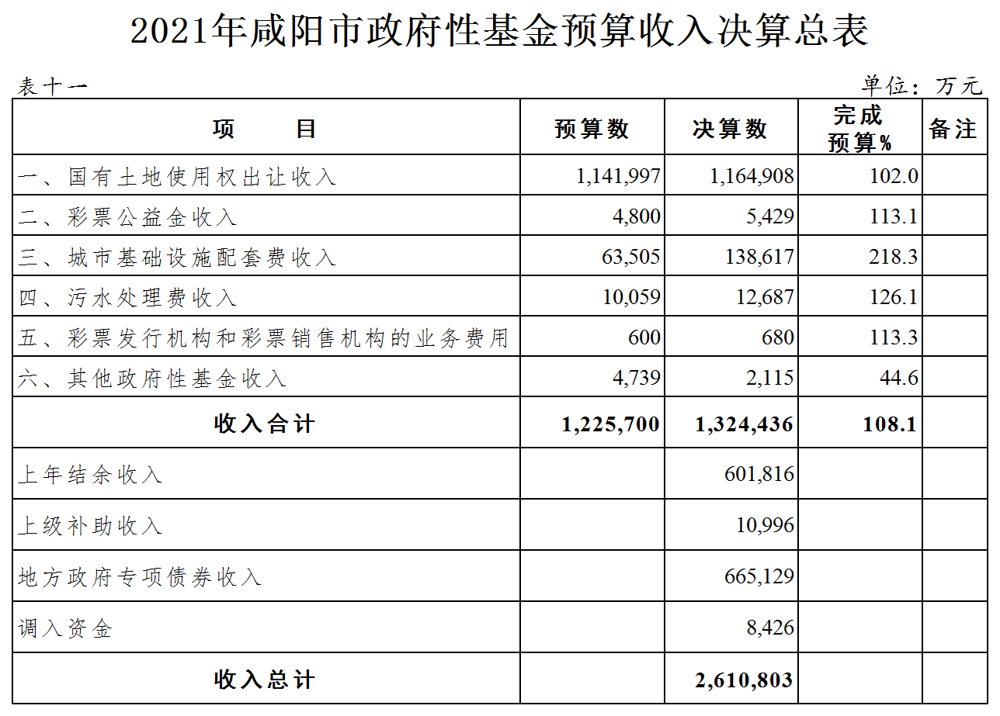 2021年咸阳市政府性基金预算收入决算总表
表十一 单位：万元
项 目 预算数 决算数 完成预算% 备注
一、国有土地使用权出让收入 1,141,997 1,164,908 102.0
二、彩票公益金收入 4,800 5,429 113.1
三、城市基础设施配套费收入 63,505 138,617 218.3
四、污水处理费收入 10,059 12,687 126.1
五、彩票发行机构和彩票销售机构的业务费用 600 680 113.3
六、其他政府性基金收入 4,739 2,115 44.6
收入合计 1,225,700 1,324,436 108.1
上年结余收入 601,816
上级补助收入 10,996
地方政府专项债券收入 665,129
调入资金 8,426
收入总计 2,610,803